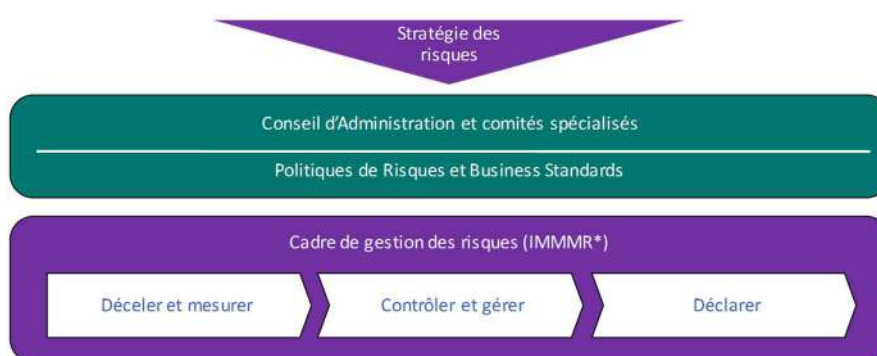 Stratégie des
risques
Conseil d'Administration et comités spécialisés
Politiques de Risques et Business Standards
Cadre de gestion des risques (IMMMR*)
Déceler et mesurer
Contrôler et gérer
Déclarer